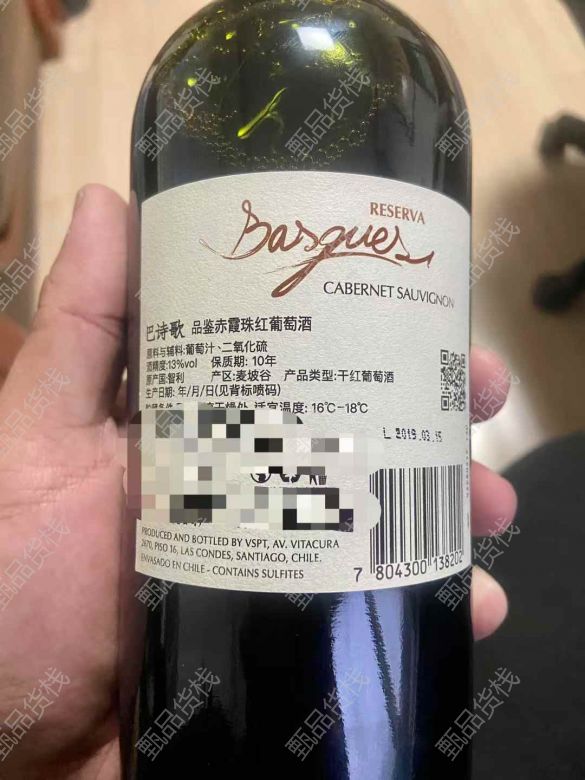 RESERVA
Basques
CABERNET SAUVIGNON
巴诗歌 品鉴赤霞珠红葡萄酒
原料与辅料:葡萄汁、二氧化硫
酒精度:13%vol 保质期: 10年
原产国:智利 产区:麦坡谷 产品类型:干红葡萄酒
生产日期: 年/月/日(见背标喷码)
干燥处,适宜温度: 16℃-18℃
L 2019.03.15
PRODUCED AND BOTTLED BY VSPT, AV. VITACURA
2670, PISO 16, LAS CONDES, SANTIAGO, CHILE.
ENVASADO EN CHILE - CONTAINS SULFITES
7 804300 138202
甄品货栈